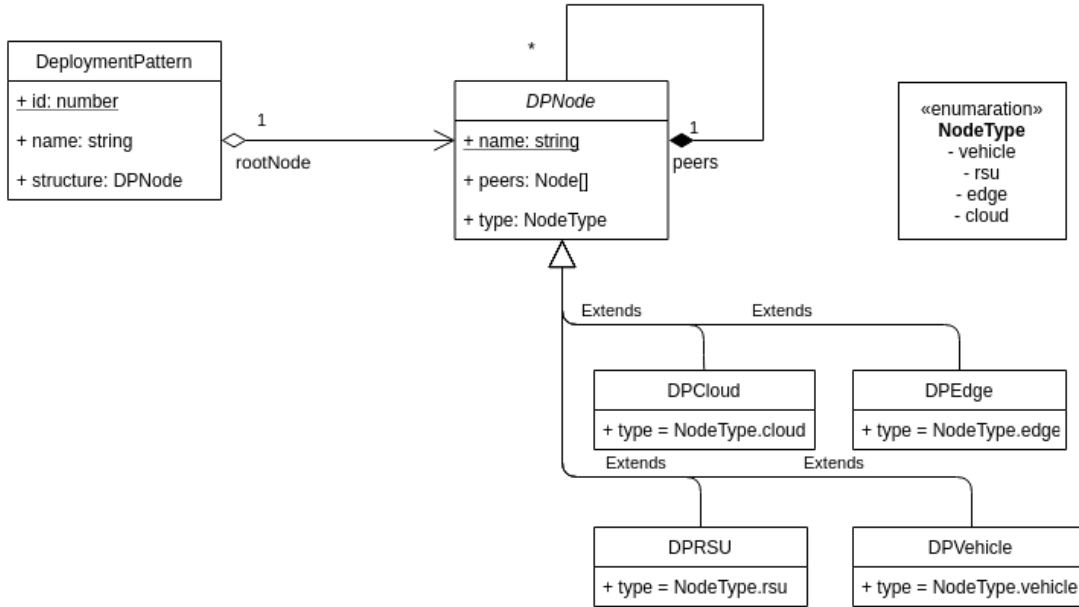 DeploymentPattern
+ id: number
+ name: string
+ structure: DPNode
1
rootNode
*
DPNode
+ name: string
+ peers: Node[]
+ type: NodeType
1
peers
«enumaration»
NodeType
- vehicle
- rsu
- edge
- cloud
Extends
Extends
DPCloud
+ type = NodeType.cloud
DPEdge
+ type = NodeType.edge
Extends
Extends
DPRSU
+ type = NodeType.rsu
DPVehicle
+ type = NodeType.vehicle